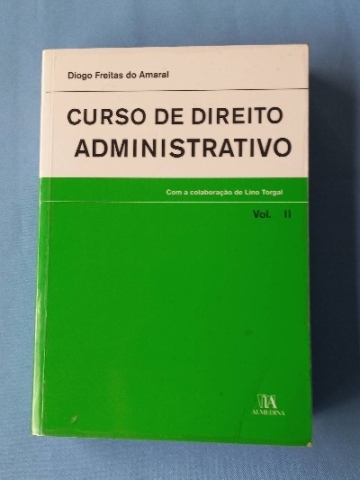 Diogo Freitas do Amaral
CURSO DE DIREITO
ADMINISTRATIVO
Com a colaboração de Lino Torgal
Vol. II
ALMEDINA